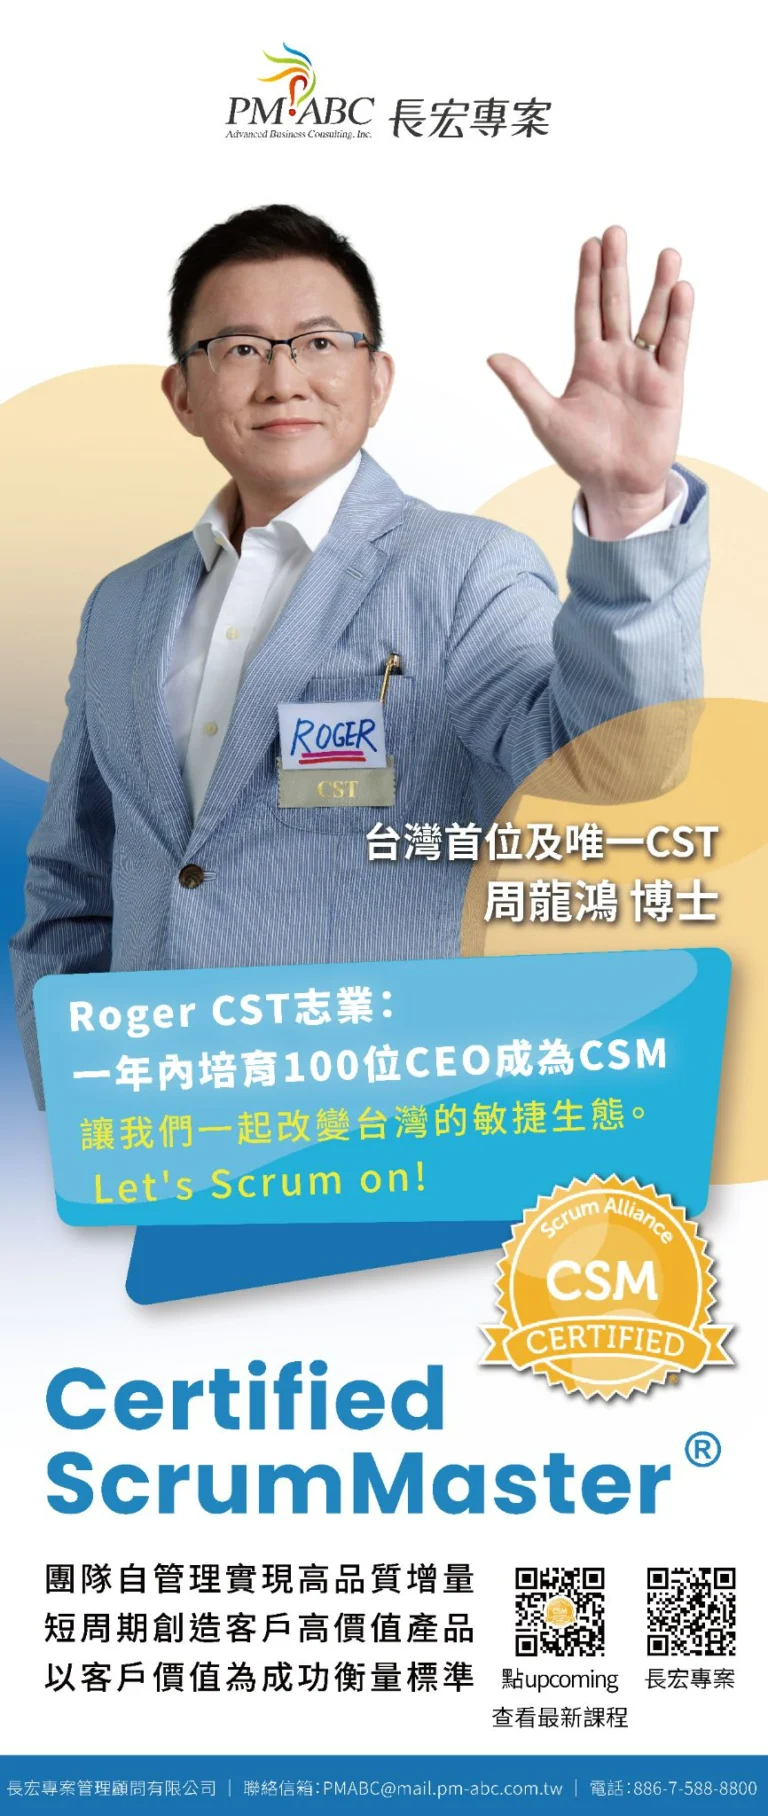 PM ABC 長宏專案
Advanced Business Consulting, Inc.
ROGER
CST
台灣首位及唯一CST
周龍鴻 博士
Roger CST志業：
一年內培育100位CEO成為CSM
讓我們一起改變台灣的敏捷生態。
Let's Scrum on!
Scrum Alliance
CSM
CERTIFIED
®
Certified
ScrumMaster®
團隊自管理實現高品質增量
短周期創造客戶高價值產品
以客戶價值為成功衡量標準
CSM
點upcoming
查看最新課程
長宏專案
長宏專案管理顧問有限公司 | 聯絡信箱:PMABC@mail.pm-abc.com.tw | 電話:886-7-588-8800